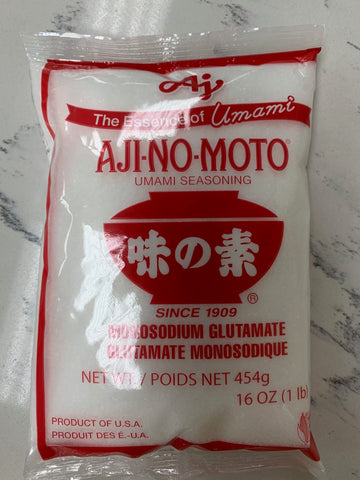 Aji
The Essence of Umami
AJI-NO-MOTO®
UMAMI SEASONING
味の素
®
SINCE 1909
MONOSODIUM GLUTAMATE
GLUTAMATE MONOSODIQUE
NET WT / POIDS NET 454g
16 OZ (1 lb)
PRODUCT OF U.S.A.
PRODUIT DES É.-U.A.